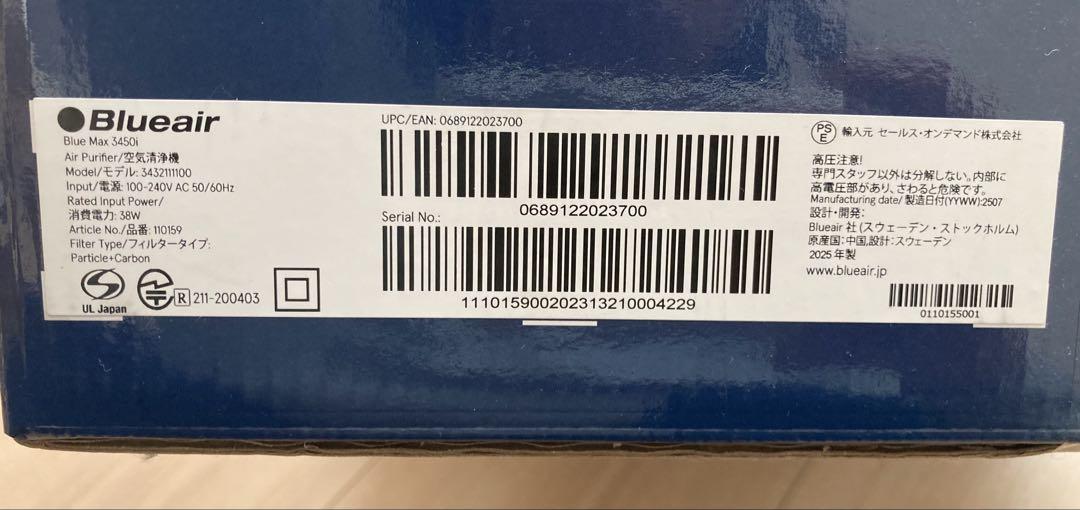 Blueair
Blue Max 3450i
Air Purifier/空気清浄機
Model/モデル: 3432111100
Input/電源: 100-240V AC 50/60Hz
Rated Input Power/
消費電力: 38W
Article No./品番: 110159
Filter Type/フィルタータイプ:
Particle+Carbon
UL Japan
R 211-200403
UPC/EAN: 0689122023700
0689122023700
Serial No.:
111015900202313210004229
PS
E
輸入元 セールス・オンデマンド株式会社
高圧注意!
専門スタッフ以外は分解しない。内部に
高電圧部があり、さわると危険です。
Manufacturing date/ 製造日付(YYWW):2507
設計・開発:
Blueair 社 (スウェーデン・ストックホルム)
原産国:中国,設計:スウェーデン
2025 年製
www.blueair.jp
0110155001